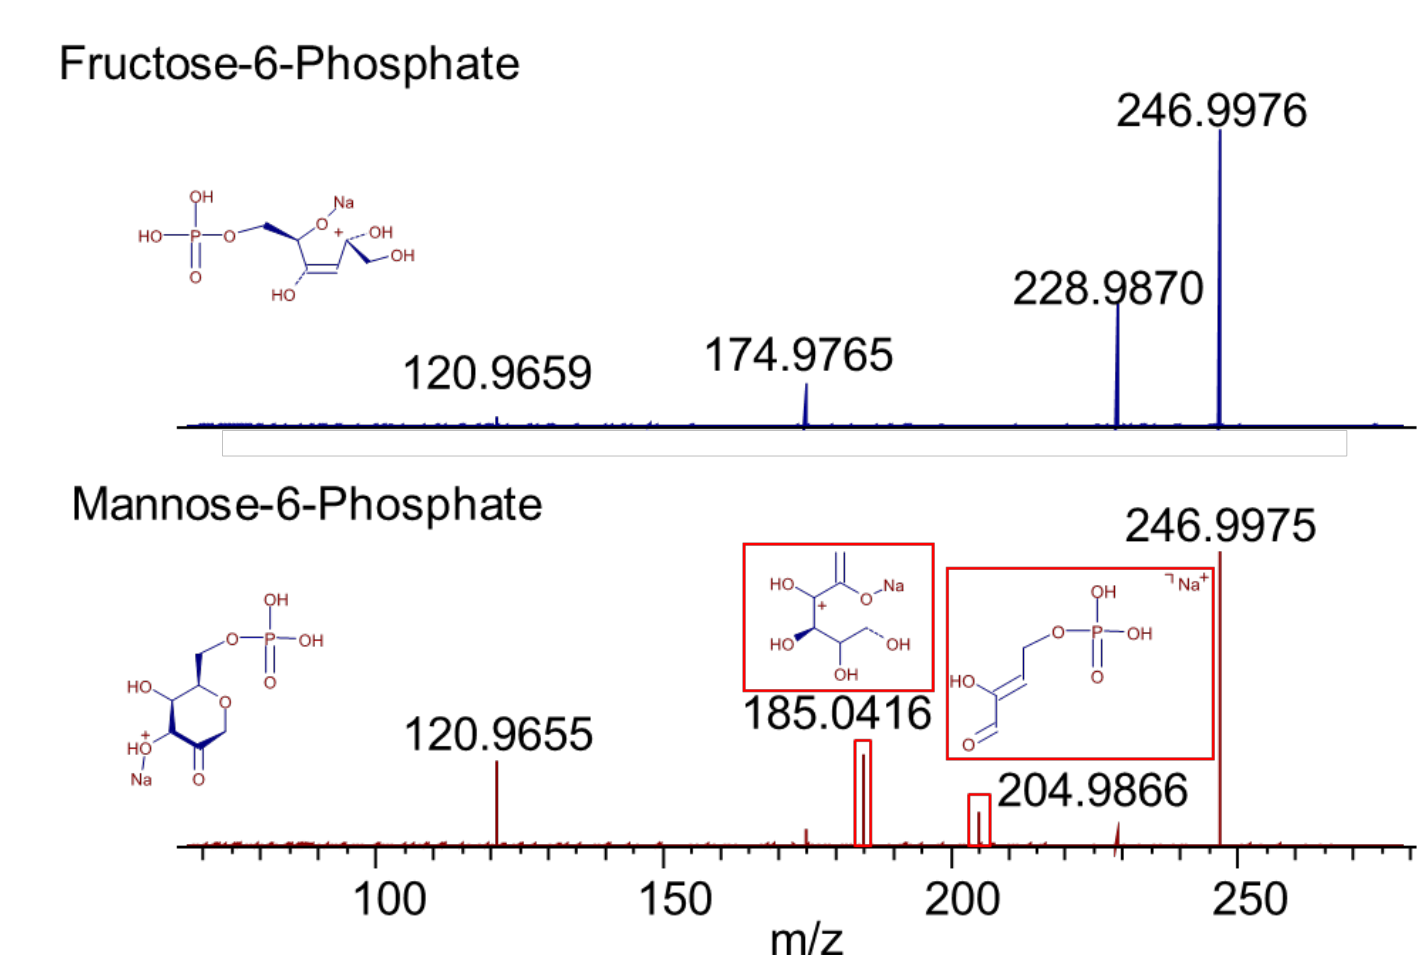 Fructose-6-Phosphate
246.9976
OH
HO P O
O
O Na
+ OH
OH
HO
228.9870
174.9765
120.9659
Mannose-6-Phosphate
246.9975
OH
O P OH
O
HO
O
+
HO
Na
O
HO
O Na
+
HO
OH
OH
185.0416
¬Na+
OH
O P OH
O
HO
O
204.9866
120.9655
100 150 200 250
m/z